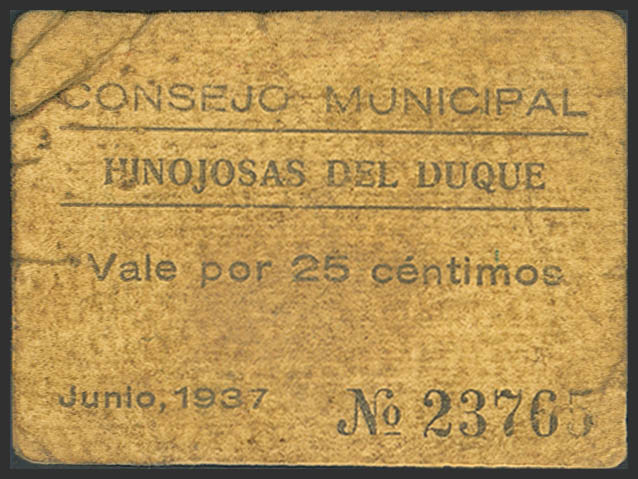 CONSEJO MUNICIPAL
HINOJOSAS DEL DUQUE
Vale por 25 céntimos
Junio, 1937
№ 23765